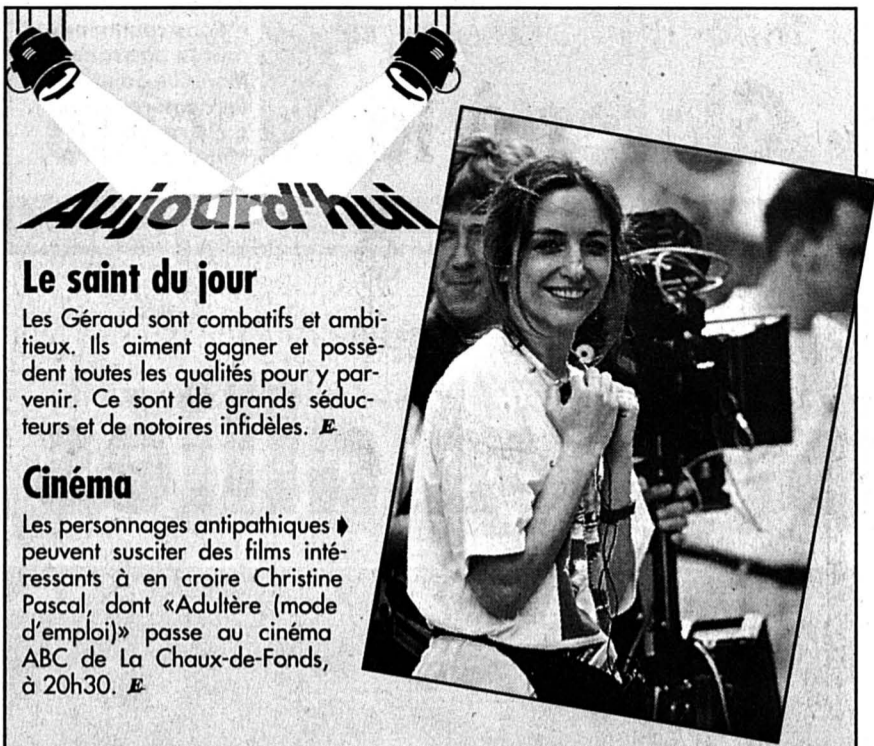 Aujourd'hui
Le saint du jour
Les Géraud sont combatifs et ambi-
tieux. Ils aiment gagner et possè-
dent toutes les qualités pour y par-
venir. Ce sont de grands séduc-
teurs et de notoires infidèles. E
Cinéma
Les personnages antipathiques
peuvent susciter des films inté-
ressants à en croire Christine
Pascal, dont «Adultère (mode
d'emploi)» passe au cinéma
ABC de La Chaux-de-Fonds,
à 20h30. E